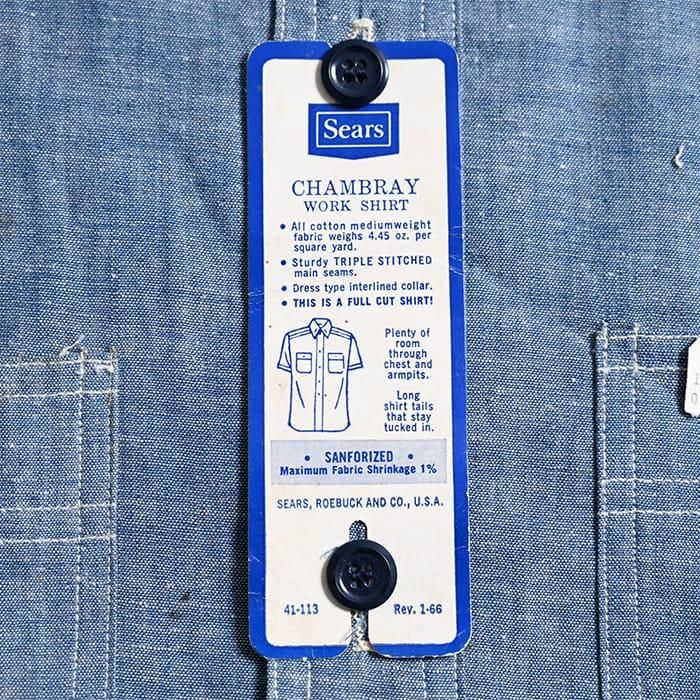 Sears
CHAMBRAY
WORK SHIRT
• All cotton mediumweight
fabric weighs 4.45 oz. per
square yard.
• Sturdy TRIPLE STITCHED
main seams.
• Dress type interlined collar.
• THIS IS A FULL CUT SHIRT!
Plenty of
room
through
chest and
armpits.
Long
shirt tails
that stay
tucked in.
• SANFORIZED •
Maximum Fabric Shrinkage 1%
SEARS, ROEBUCK AND CO., U.S.A.
41-113 Rev. 1-66